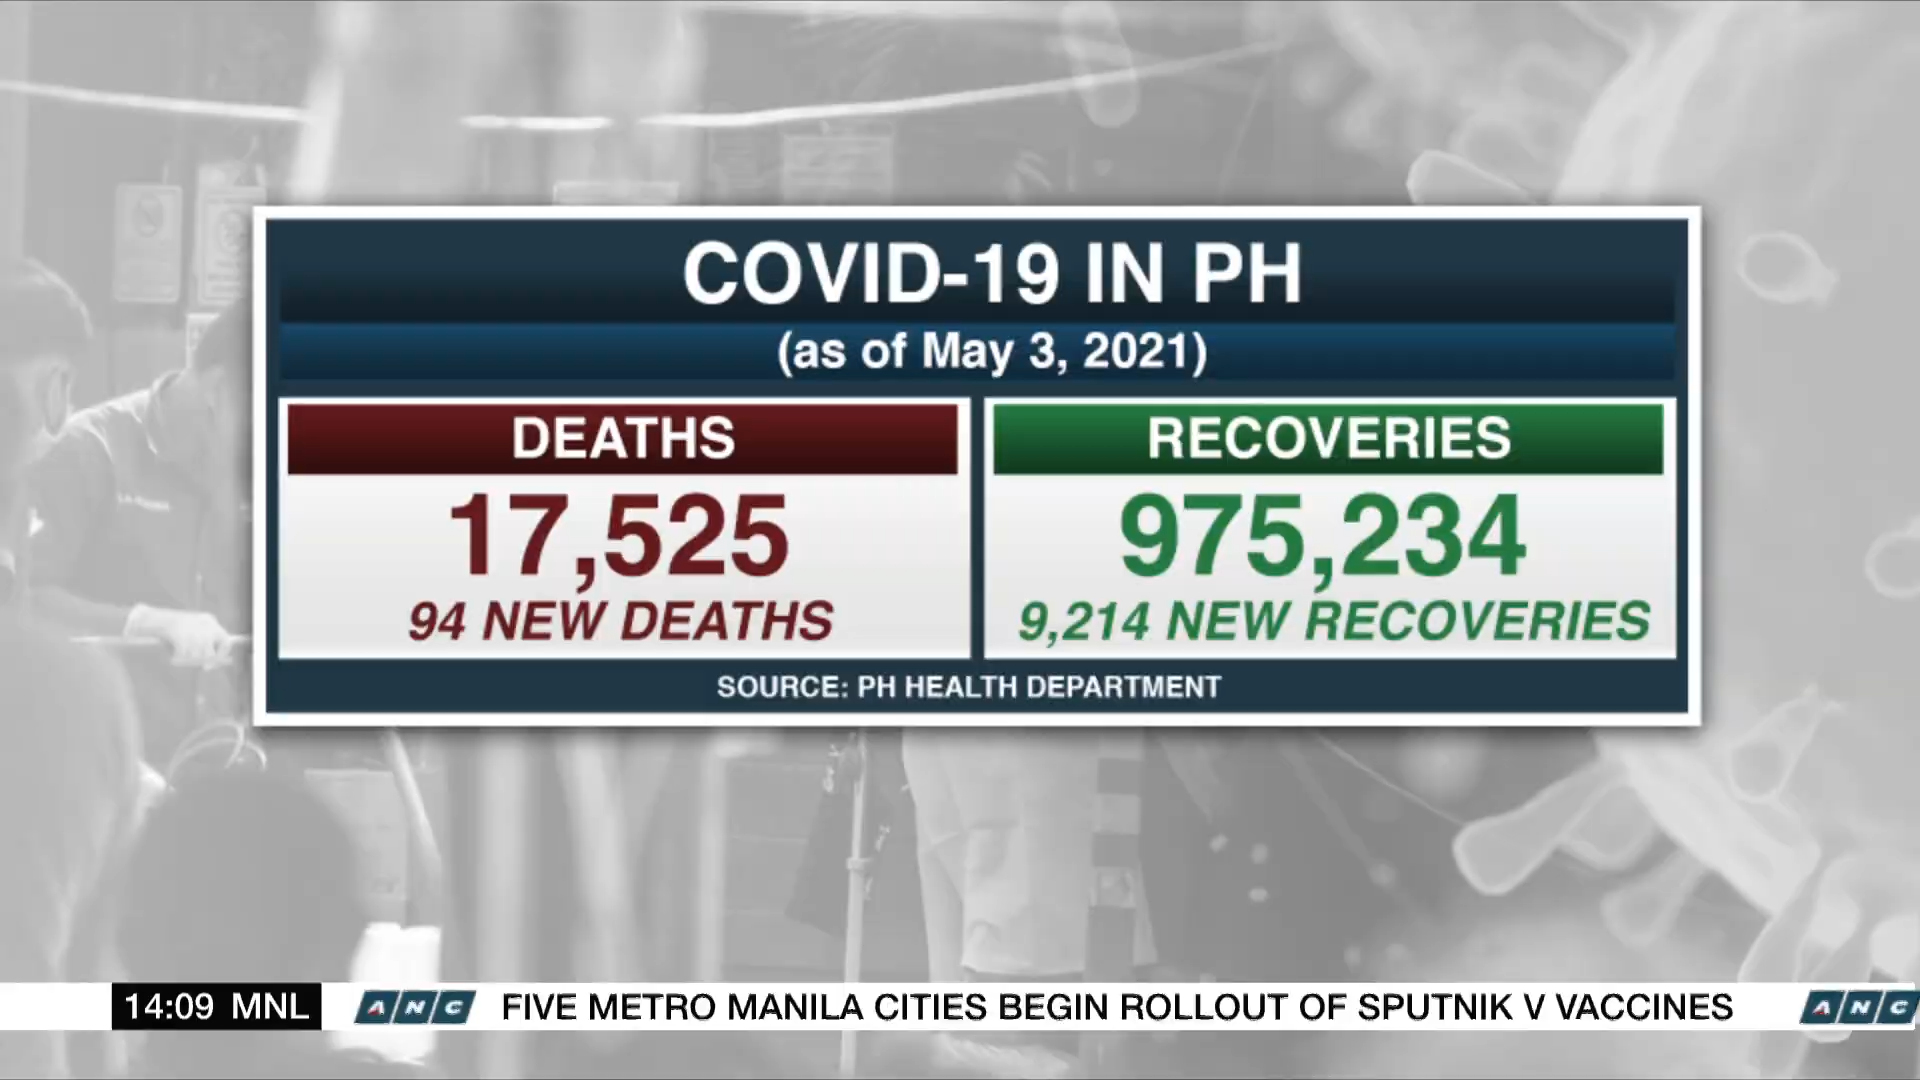 COVID-19 IN PH
(as of May 3, 2021)
DEATHS
17,525
94 NEW DEATHS
RECOVERIES
975,234
9,214 NEW RECOVERIES
SOURCE: PH HEALTH DEPARTMENT
14:09 MNL ANC FIVE METRO MANILA CITIES BEGIN ROLLOUT OF SPUTNIK V VACCINES ANC